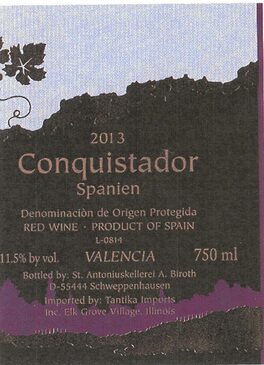 2013
Conquistador
Spanien
Denominaciòn de Origen Protegida
RED WINE · PRODUCT OF SPAIN
L-0814
11.5% by vol. VALENCIA 750 ml
Bottled by: St. Antoniuskellerei A. Biroth
D-55444 Schweppenhausen
Imported by: Tantika Imports
Inc. Elk Grove Village, Illinois